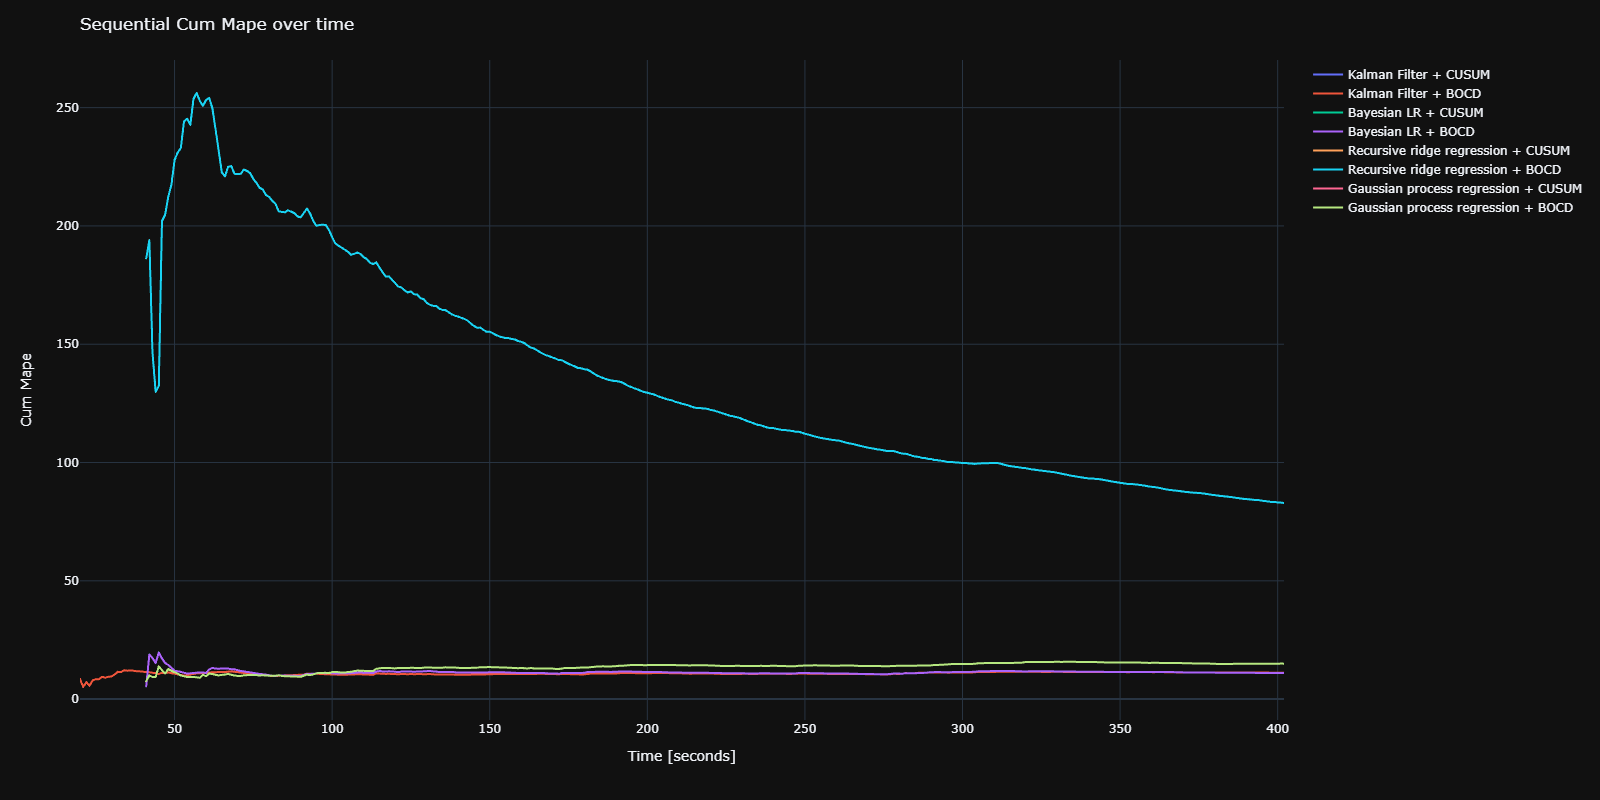 Sequential Cum Mape over time
Kalman Filter + CUSUM
Kalman Filter + BOCD
Bayesian LR + CUSUM
Bayesian LR + BOCD
Recursive ridge regression + CUSUM
Recursive ridge regression + BOCD
Gaussian process regression + CUSUM
Gaussian process regression + BOCD
250
200
150
100
50
0
Cum Mape
50 100 150 200 250 300 350 400
Time [seconds]